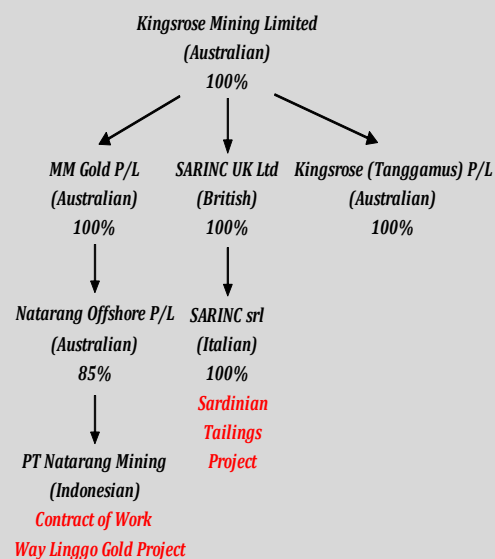 Kingsrose Mining Limited
(Australian)
100%
MM Gold P/L
(Australian)
100%
SARINC UK Ltd
(British)
100%
Kingsrose (Tanggamus) P/L
(Australian)
100%
Natarang Offshore P/L
(Australian)
85%
SARINC srl
(Italian)
100%
Sardinian
Tailings
Project
PT Natarang Mining
(Indonesian)
Contract of Work
Way Linggo Gold Project